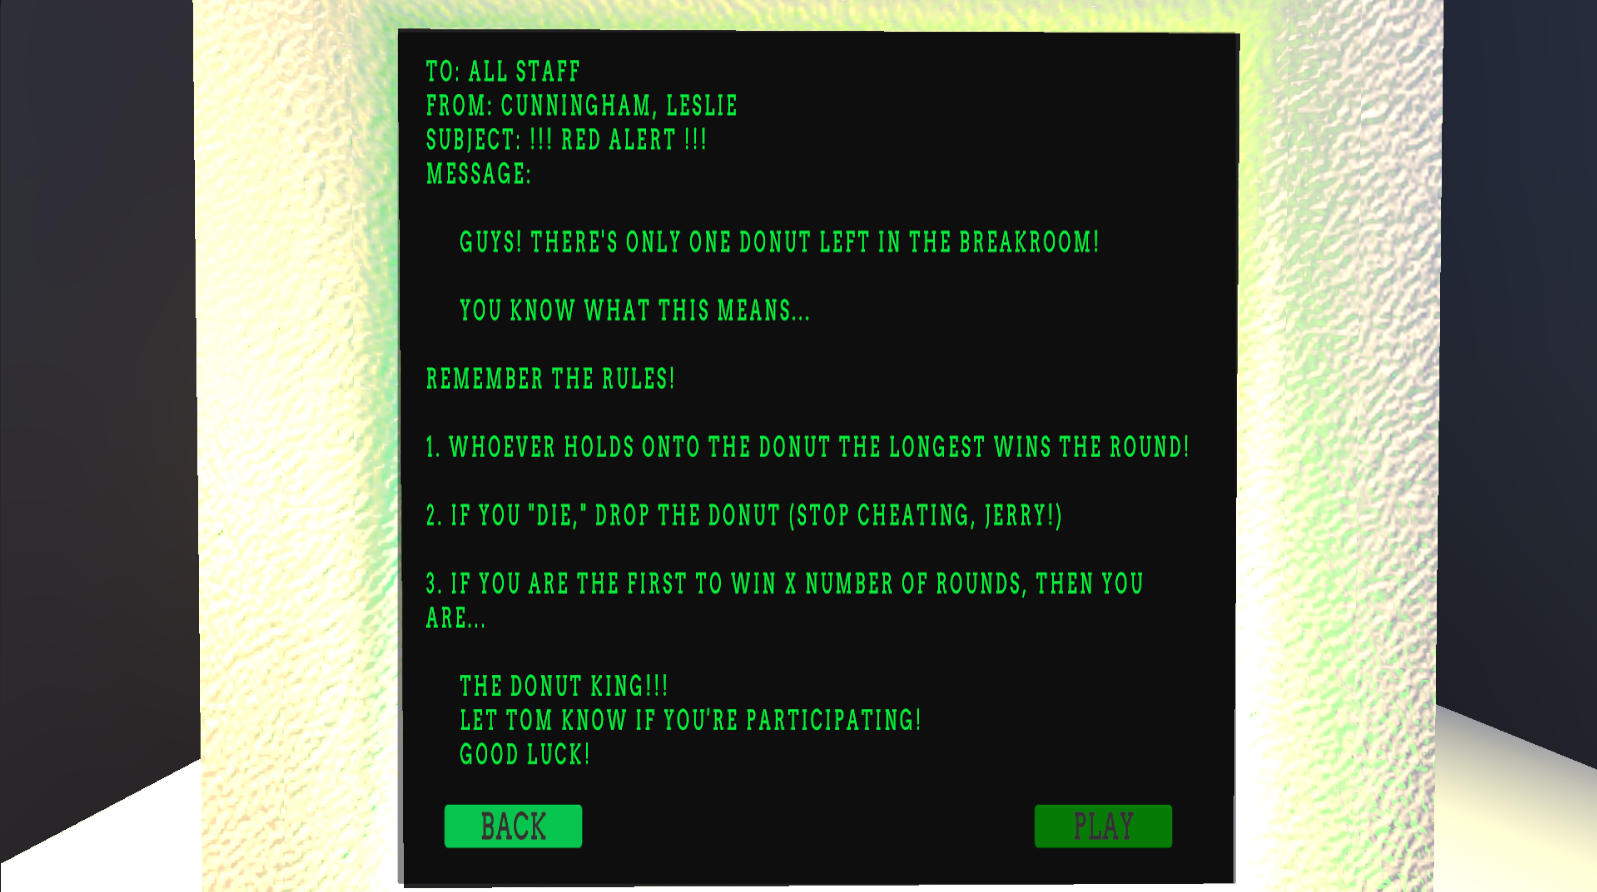 TO: ALL STAFF
FROM: CUNNINGHAM, LESLIE
SUBJECT: !!! RED ALERT !!!
MESSAGE:
GUYS! THERE'S ONLY ONE DONUT LEFT IN THE BREAKROOM!
YOU KNOW WHAT THIS MEANS...
REMEMBER THE RULES!
1. WHOEVER HOLDS ONTO THE DONUT THE LONGEST WINS THE ROUND!
2. IF YOU "DIE," DROP THE DONUT (STOP CHEATING, JERRY!)
3. IF YOU ARE THE FIRST TO WIN X NUMBER OF ROUNDS, THEN YOU
ARE...
THE DONUT KING!!!
LET TOM KNOW IF YOU'RE PARTICIPATING!
GOOD LUCK!
BACK
PLAY